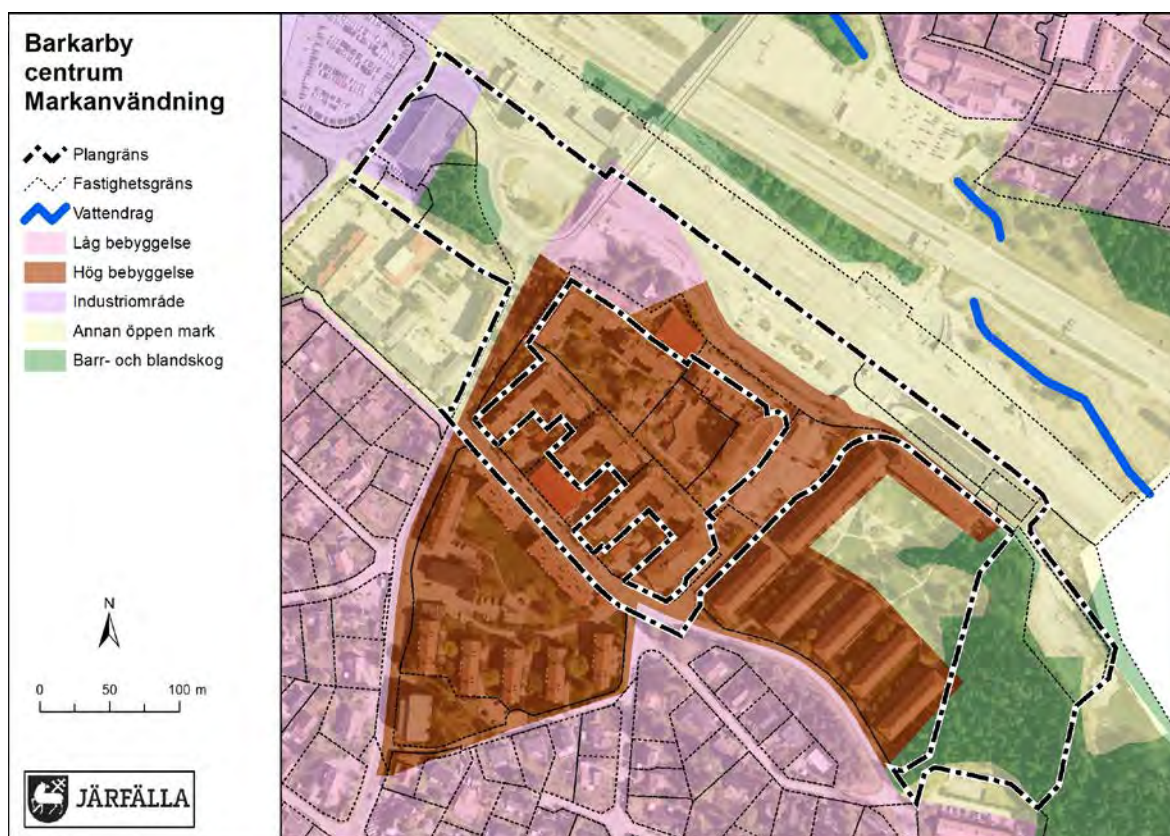 Barkarby
centrum
Markanvändning
Plangräns
Fastighetsgräns
Vattendrag
Låg bebyggelse
Hög bebyggelse
Industriområde
Annan öppen mark
Barr- och blandskog
N
0 50 100 m
JÄRFÄLLA